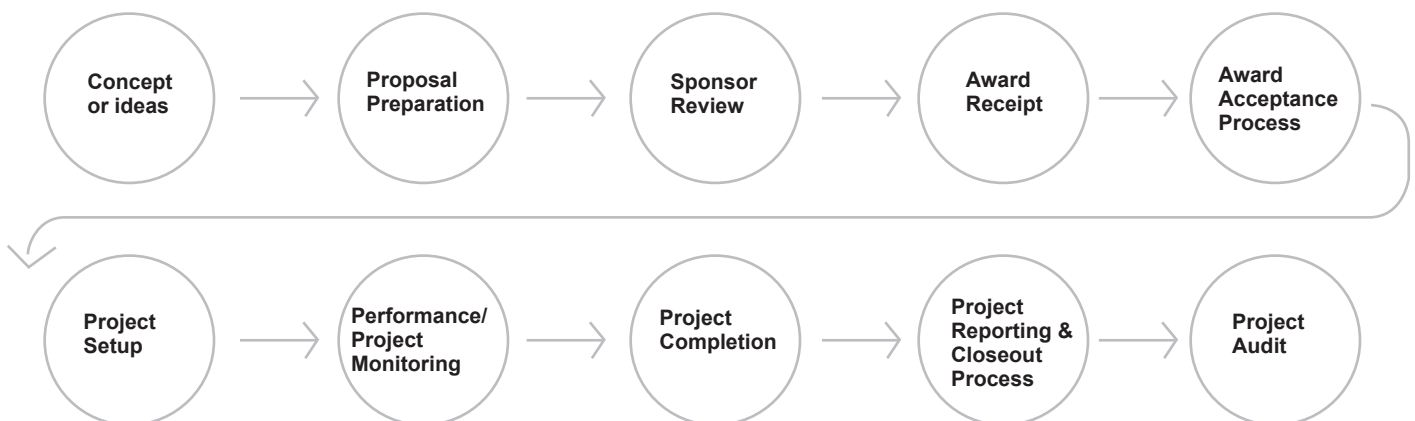 Concept
or ideas
Proposal
Preparation
Sponsor
Review
Award
Receipt
Award
Acceptance
Process
Project
Setup
Performance/
Project
Monitoring
Project
Completion
Project
Reporting &
Closeout
Process
Project
Audit